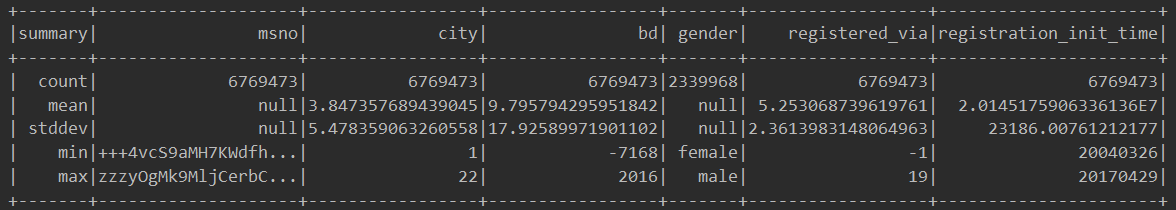 +-------+--------------------+-----------------+-----------------+-------+------------------+----------------------+
|summary|                msno|             city|               bd| gender|    registered_via|registration_init_time|
+-------+--------------------+-----------------+-----------------+-------+------------------+----------------------+
|  count|             6769473|          6769473|          6769473|2339968|           6769473|               6769473|
|   mean|                null|3.847357689439045|9.795794295951842|   null| 5.253068739619761|   2.0145175906336136E7|
| stddev|                null|5.478359063260558|17.92589971901102|   null|2.3613983148064963|     23186.00761212177|
|    min|+++4vcS9aMH7KWdfh...|                1|            -7168| female|                -1|              20040326|
|    max|zzzyOgMk9MljCerbC...|               22|             2016|   male|                19|              20170429|
+-------+--------------------+-----------------+-----------------+-------+------------------+----------------------+